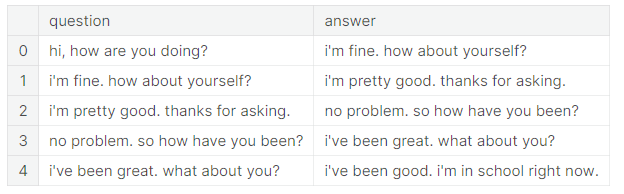 question answer
0 hi, how are you doing? i'm fine. how about yourself?
1 i'm fine. how about yourself? i'm pretty good. thanks for asking.
2 i'm pretty good. thanks for asking. no problem. so how have you been?
3 no problem. so how have you been? i've been great. what about you?
4 i've been great. what about you? i've been good. i'm in school right now.